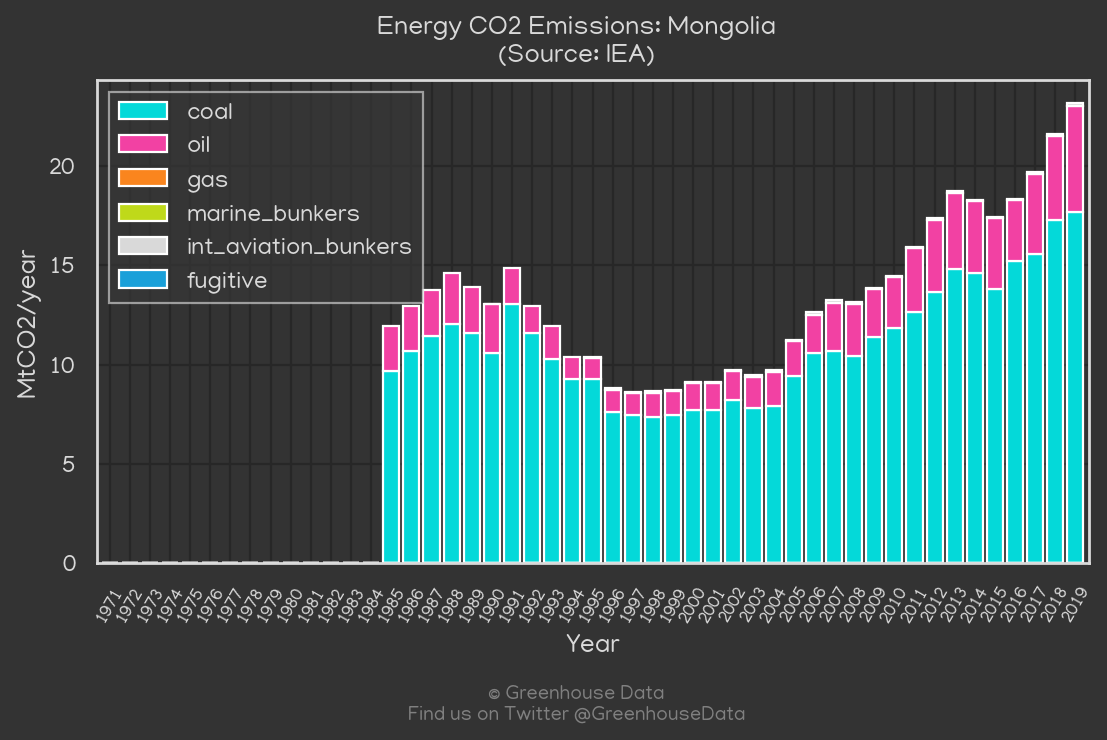 Energy CO2 Emissions: Mongolia
(Source: IEA)
coal
oil
gas
marine_bunkers
int_aviation_bunkers
fugitive
MtCO2/year
20
15
10
5
0
1971 1972 1973 1974 1975 1976 1977 1978 1979 1980 1981 1982 1983 1984 1985 1986 1987 1988 1989 1990 1991 1992 1993 1994 1995 1996 1997 1998 1999 2000 2001 2002 2003 2004 2005 2006 2007 2008 2009 2010 2011 2012 2013 2014 2015 2016 2017 2018 2019
Year
© Greenhouse Data
Find us on Twitter @GreenhouseData